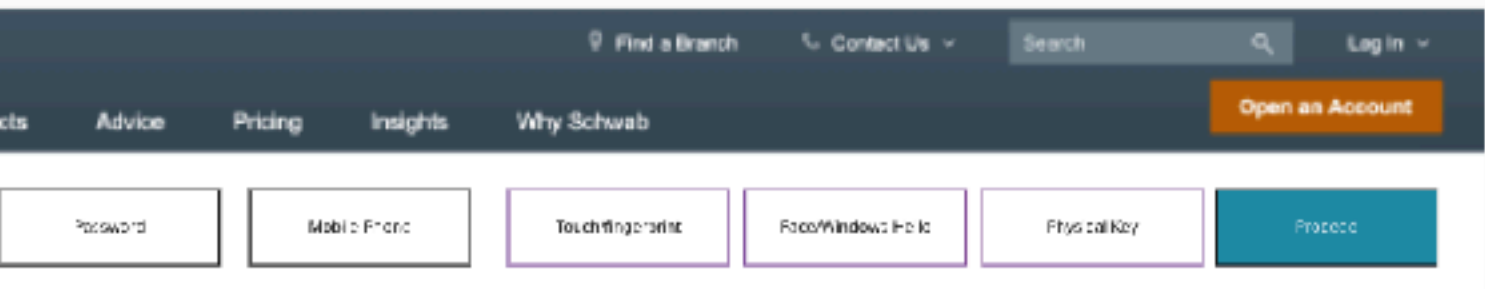 Find a Branch Contact Us Search Log In
Open an Account
cts Advice Pricing Insights Why Schwab
Password Mobile Phone Touch/fingerprint Face/Windows Hello Physical Key Proceed